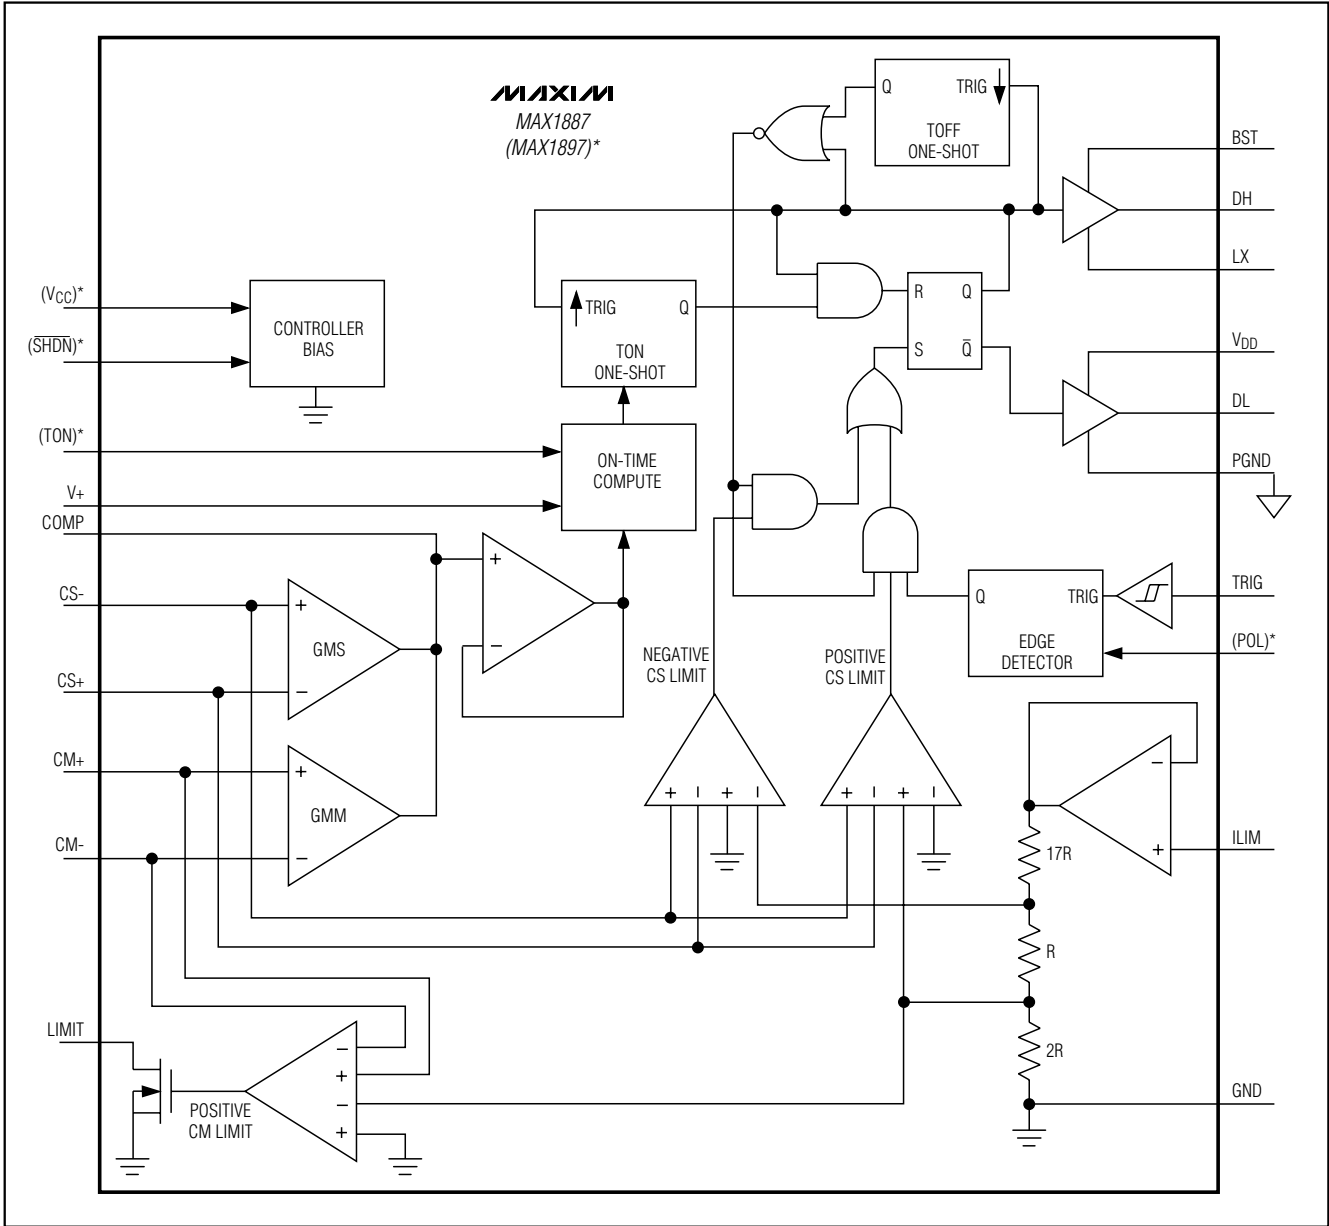 MAXIM
MAX1887
(MAX1897)*
Q TRIG
TOFF
ONE-SHOT
BST
DH
LX
(VCC)*
(SHDN)*
CONTROLLER
BIAS
TRIG Q
TON
ONE-SHOT
R Q
S Q̅
VDD
DL
PGND
(TON)*
V+
ON-TIME
COMPUTE
COMP
CS-
+
GMS
−
CS+
+
−
NEGATIVE
CS LIMIT
POSITIVE
CS LIMIT
Q TRIG
EDGE
DETECTOR
TRIG
(POL)*
CM+
+
GMM
−
CM-
+ − + −
+ − + −
−
+
ILIM
17R
R
2R
GND
LIMIT
−
+
−
+
POSITIVE
CM LIMIT